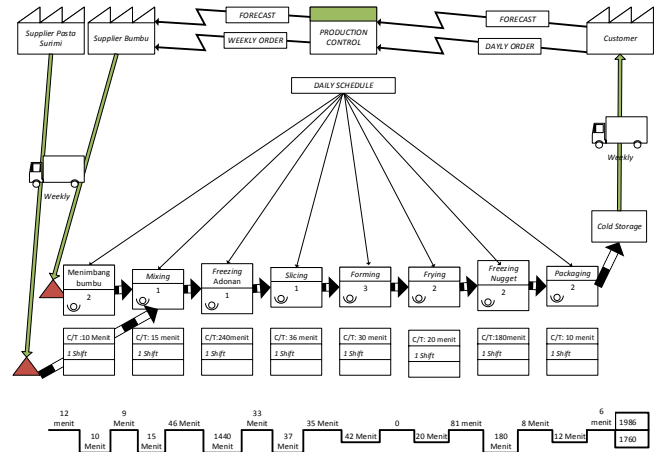 Supplier Pasta
Surimi
Supplier Bumbu
FORECAST
WEEKLY ORDER
PRODUCTION
CONTROL
FORECAST
DAYLY ORDER
Customer
DAILY SCHEDULE
Weekly
Weekly
Cold Storage
Menimbang
bumbu
2
Mixing
1
Freezing
Adonan
1
Slicing
1
Forming
3
Frying
2
Freezing
Nugget
2
Packaging
2
C/T :10 Menit
1 Shift
C/T: 15 menit
1 Shift
C/T:240menit
1 Shift
C/T: 36 menit
1 Shift
C/T: 30 menit
1 Shift
C/T: 20 menit
1 Shift
C/T:180menit
1 Shift
C/T: 10 menit
1 Shift
12
menit
10
Menit
9
Menit
15
Menit
46 Menit
1440
Menit
33
Menit
37
Menit
35 Menit
42 Menit
0
20 Menit
81 menit
180
Menit
8 Menit
12 Menit
6
menit
1986
1760